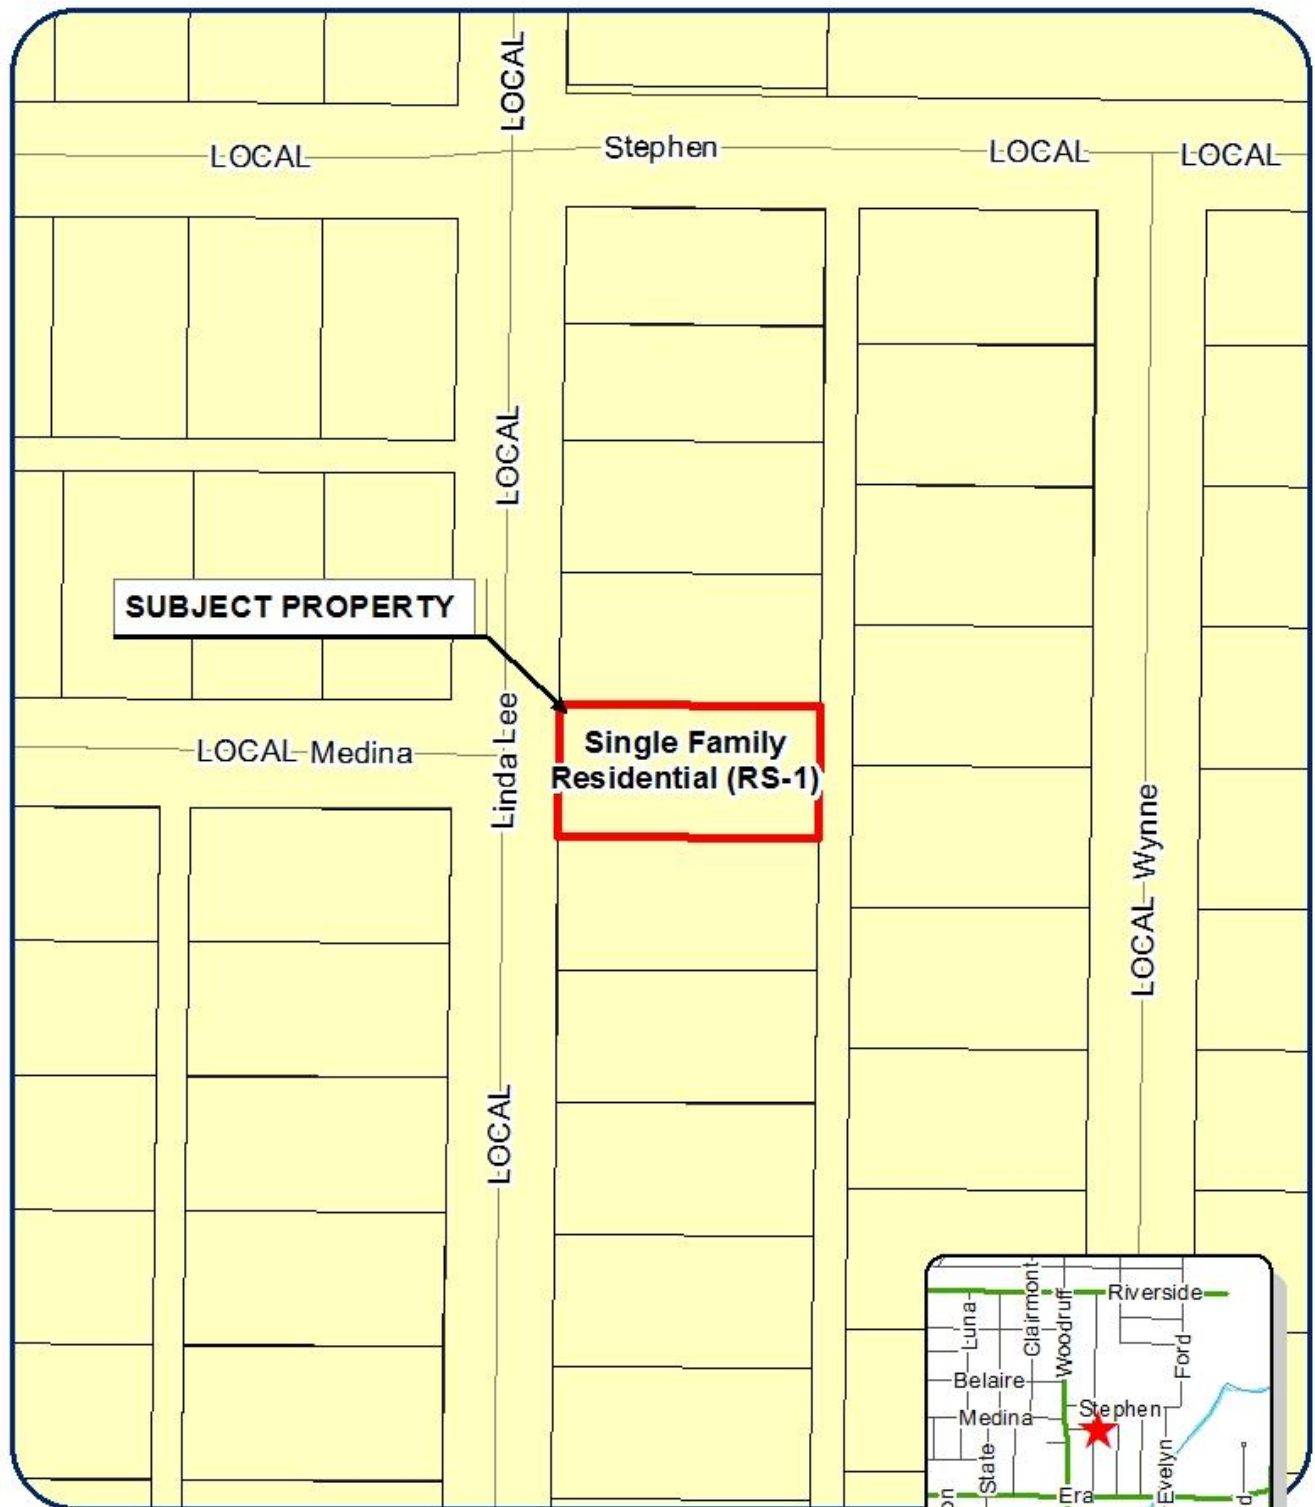 LOCAL
LOCAL
Stephen
LOCAL
LOCAL
LOCAL
SUBJECT PROPERTY
Linda Lee
Single Family
Residential (RS-1)
LOCAL Medina
Wynne
LOCAL
LOCAL
Riverside
Luna
Clairmont
Woodruff
Ford
Belaire
Stephen
Medina
State
Evelyn
Era